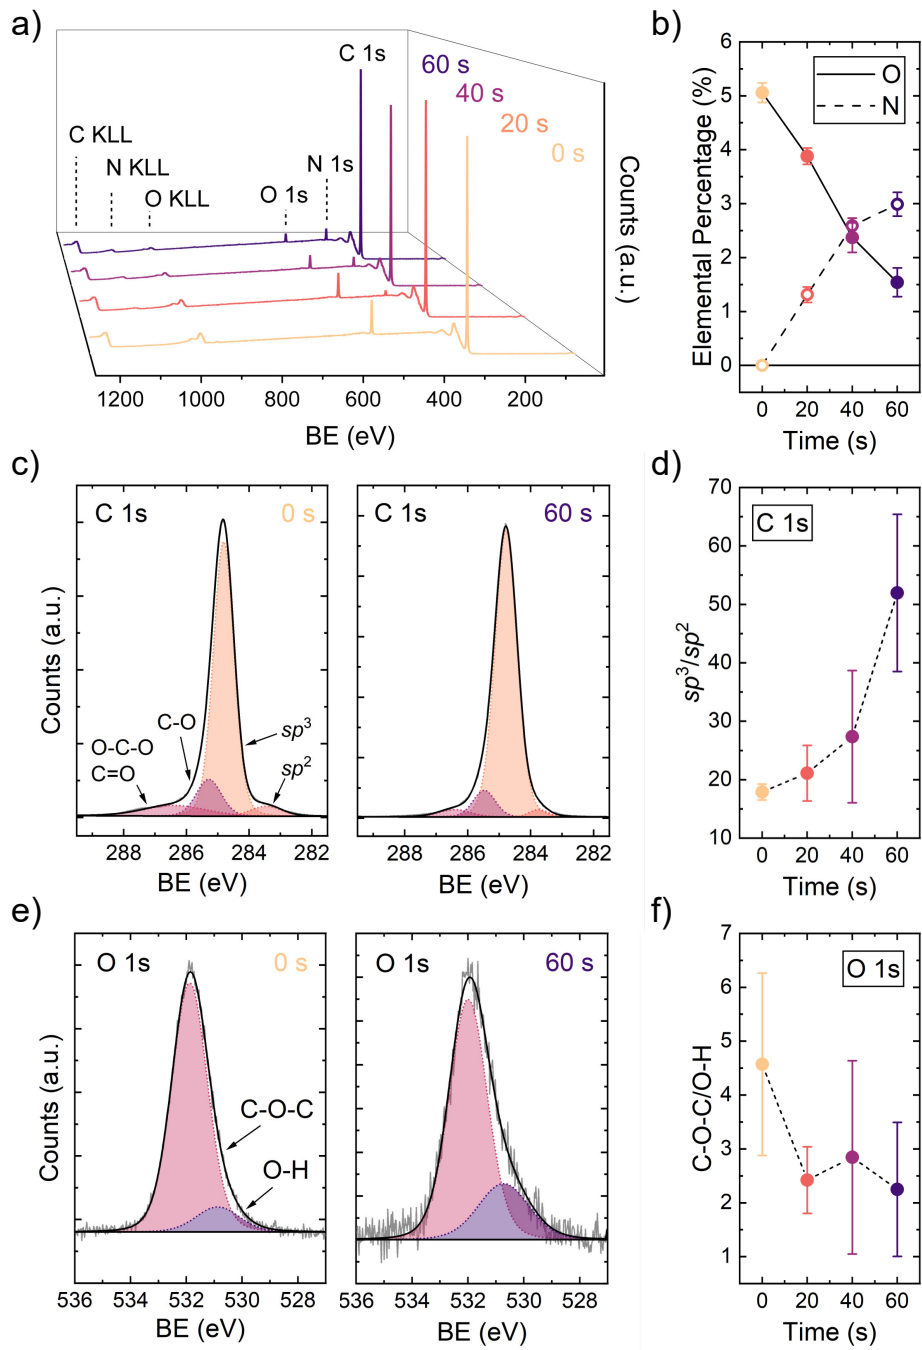 a)
C 1s
60 s
40 s
20 s
0 s
C KLL
N KLL
O KLL
O 1s
N 1s
Counts (a.u.)
1200 1000 800 600 400 200
BE (eV)
b)
6
5
4
3
2
1
0
Elemental Percentage (%)
O
N
0 20 40 60
Time (s)
c)
C 1s 0 s
C-O
O-C-O
C=O
sp³
sp²
Counts (a.u.)
288 286 284 282
BE (eV)
C 1s 60 s
288 286 284 282
BE (eV)
d)
70
60
50
40
30
20
10
sp³/sp²
C 1s
0 20 40 60
Time (s)
e)
O 1s 0 s
C-O-C
O-H
Counts (a.u.)
536 534 532 530 528
BE (eV)
O 1s 60 s
536 534 532 530 528
BE (eV)
f)
7
6
5
4
3
2
1
C-O-C/O-H
O 1s
0 20 40 60
Time (s)